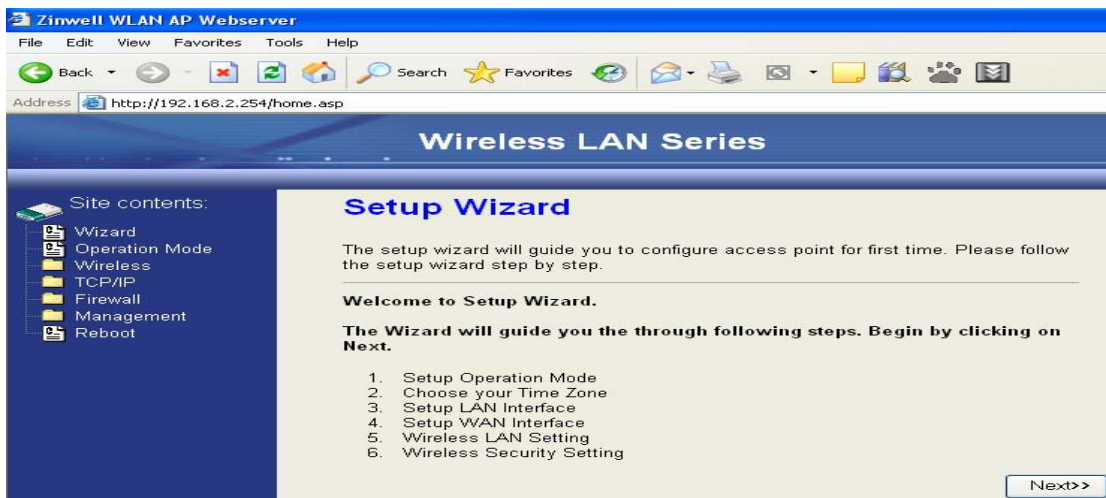 Zinwell WLAN AP Webserver
File Edit View Favorites Tools Help
Back Search Favorites
Address http://192.168.2.254/home.asp
Wireless LAN Series
Site contents:
Wizard
Operation Mode
Wireless
TCP/IP
Firewall
Management
Reboot
Setup Wizard
The setup wizard will guide you to configure access point for first time. Please follow
the setup wizard step by step.
Welcome to Setup Wizard.
The Wizard will guide you the through following steps. Begin by clicking on
Next.
1. Setup Operation Mode
2. Choose your Time Zone
3. Setup LAN Interface
4. Setup WAN Interface
5. Wireless LAN Setting
6. Wireless Security Setting
Next>>